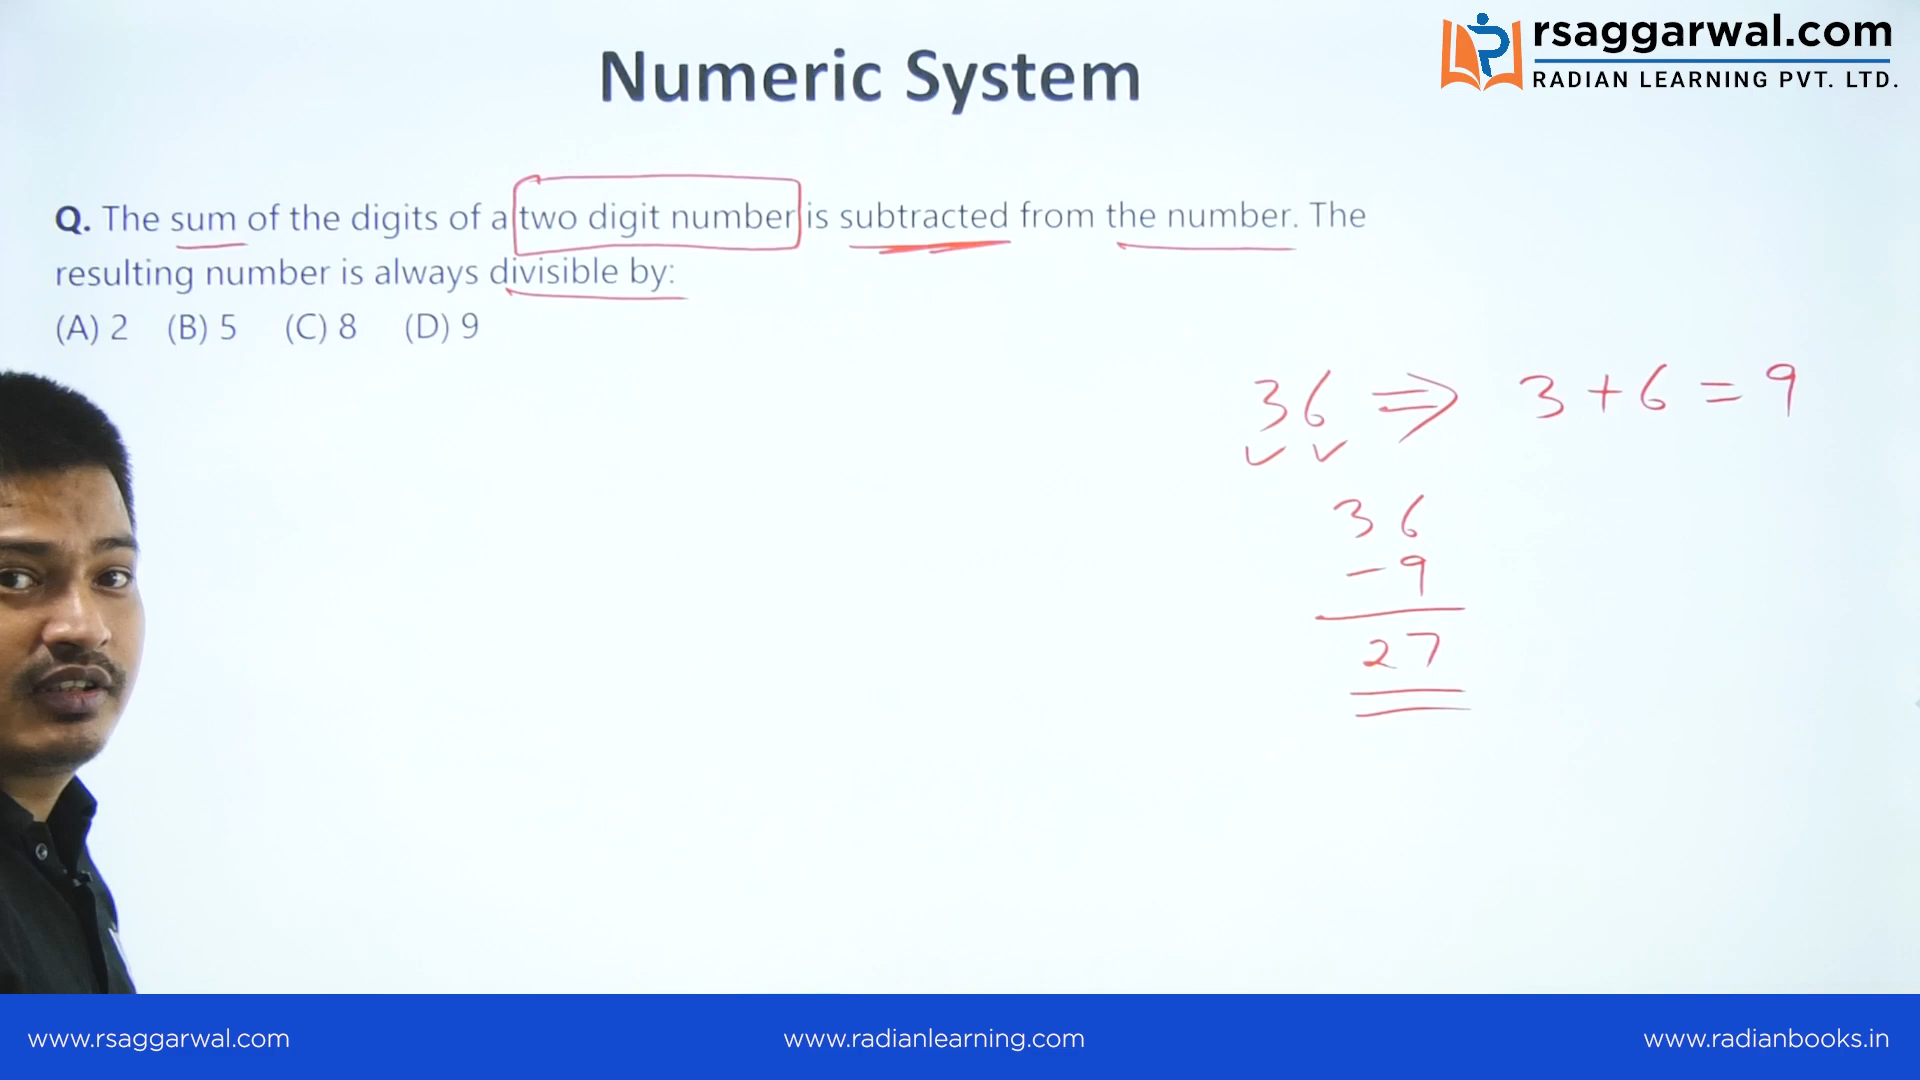 rsaggarwal.com
RADIAN LEARNING PVT. LTD.
Numeric System
Q. The sum of the digits of a two digit number is subtracted from the number. The
resulting number is always divisible by:
(A) 2 (B) 5 (C) 8 (D) 9
36 ⇒ 3 + 6 = 9
36
- 9
27
www.rsaggarwal.com
www.radianlearning.com
www.radianbooks.in